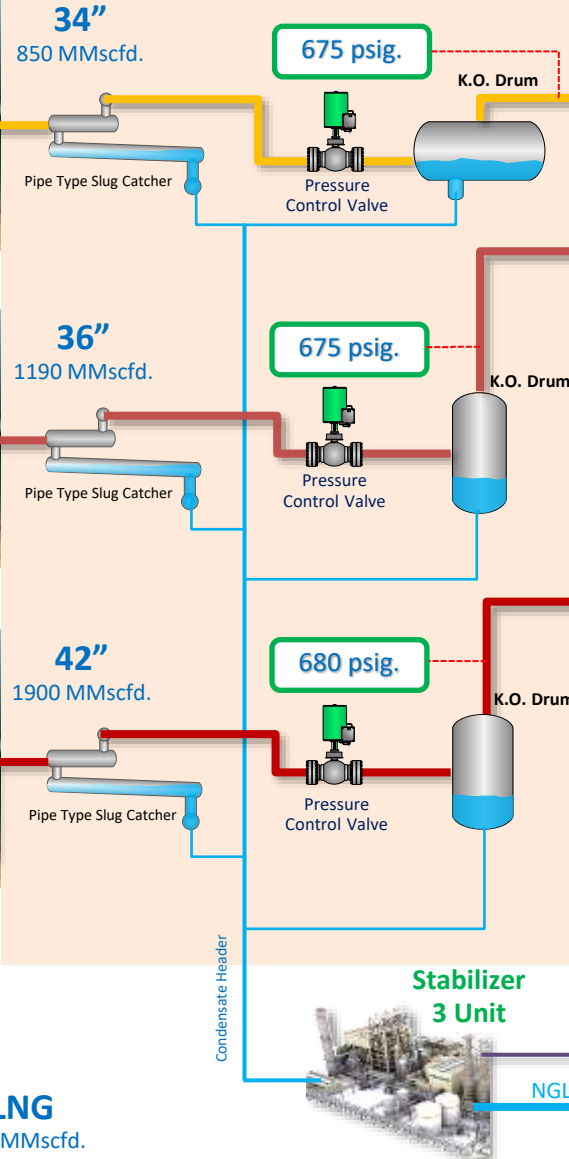 34”
850 MMscfd.
675 psig.
K.O. Drum
Pipe Type Slug Catcher
Pressure
Control Valve
36”
1190 MMscfd.
675 psig.
K.O. Drum
Pipe Type Slug Catcher
Pressure
Control Valve
42”
1900 MMscfd.
680 psig.
K.O. Drum
Pipe Type Slug Catcher
Pressure
Control Valve
Condensate Header
Stabilizer
3 Unit
NGL
LNG
MMscfd.